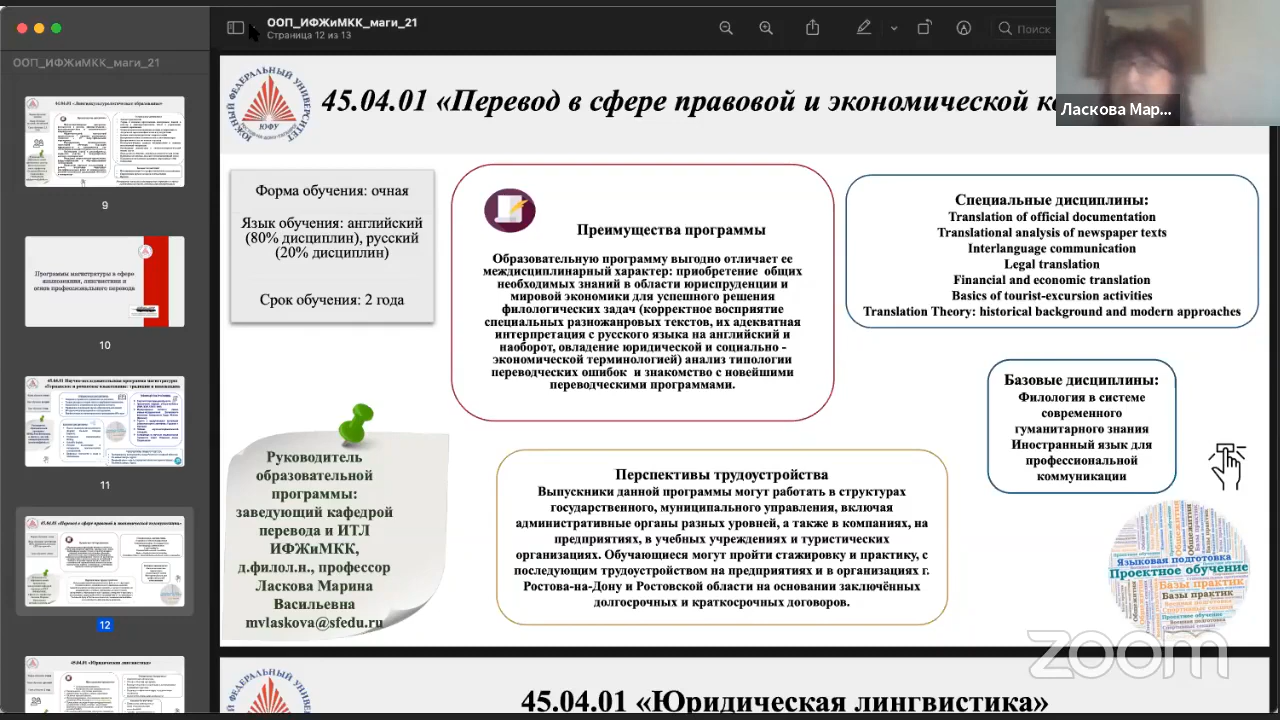 ООП_ИФЖиМКК_маги_21
Страница 12 из 13
Поиск
Ласкова Мар...
ООП_ИФЖиМКК_маги_21
9
Программы магистратуры в сфере
10
11
12
ЮФУ
45.04.01 «Перевод в сфере правовой и экономической к
Форма обучения: очная
Язык обучения: английский
(80% дисциплин), русский
(20% дисциплин)
Срок обучения: 2 года
Преимущества программы
Образовательную программу выгодно отличает ее
междисциплинарный характер: приобретение общих
необходимых знаний в области юриспруденции и
мировой экономики для успешного решения
филологических задач (корректное восприятие
специальных разножанровых текстов, их адекватная
интерпретация с русского языка на английский и
наоборот, овладение юридической и социально -
экономической терминологией) анализ типологии
переводческих ошибок и знакомство с новейшими
переводческими программами.
Специальные дисциплины:
Translation of official documentation
Translational analysis of newspaper texts
Interlanguage communication
Legal translation
Financial and economic translation
Basics of tourist-excursion activities
Translation Theory: historical background and modern approaches
Базовые дисциплины:
Филология в системе
современного
гуманитарного знания
Иностранный язык для
профессиональной
коммуникации
Руководитель
образовательной
программы:
заведующий кафедрой
перевода и ИТЛ
ИФЖиМКК,
д.филол.н., профессор
Ласкова Марина
Васильевна
mvlaskova@sfedu.ru
Перспективы трудоустройства
Выпускники данной программы могут работать в структурах
государственного, муниципального управления, включая
административные органы разных уровней, а также в компаниях, на
предприятиях, в учебных учреждениях и туристических
организациях. Обучающиеся могут пройти стажировку и практику, с
последующим трудоустройством на предприятиях и в организациях г.
Ростова-на-Дону и Ростовской области на основании заключённых
долгосрочных и краткосрочных договоров.
Языковая подготовка
Проектное обучение
Базы практик
Базы практик
zoom
45.04.01 «Юридическая лингвистика»